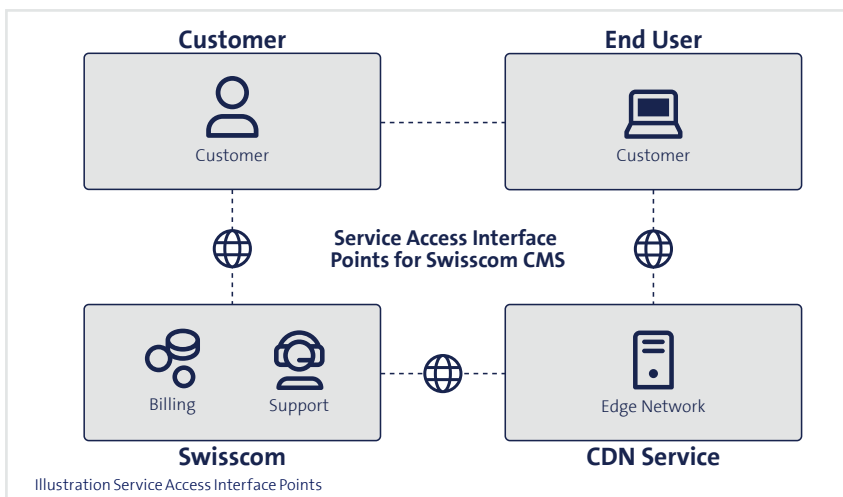 Customer
End User
Customer
Customer
Service Access Interface
Points for Swisscom CMS
Billing
Support
Edge Network
Swisscom
CDN Service
Illustration Service Access Interface Points